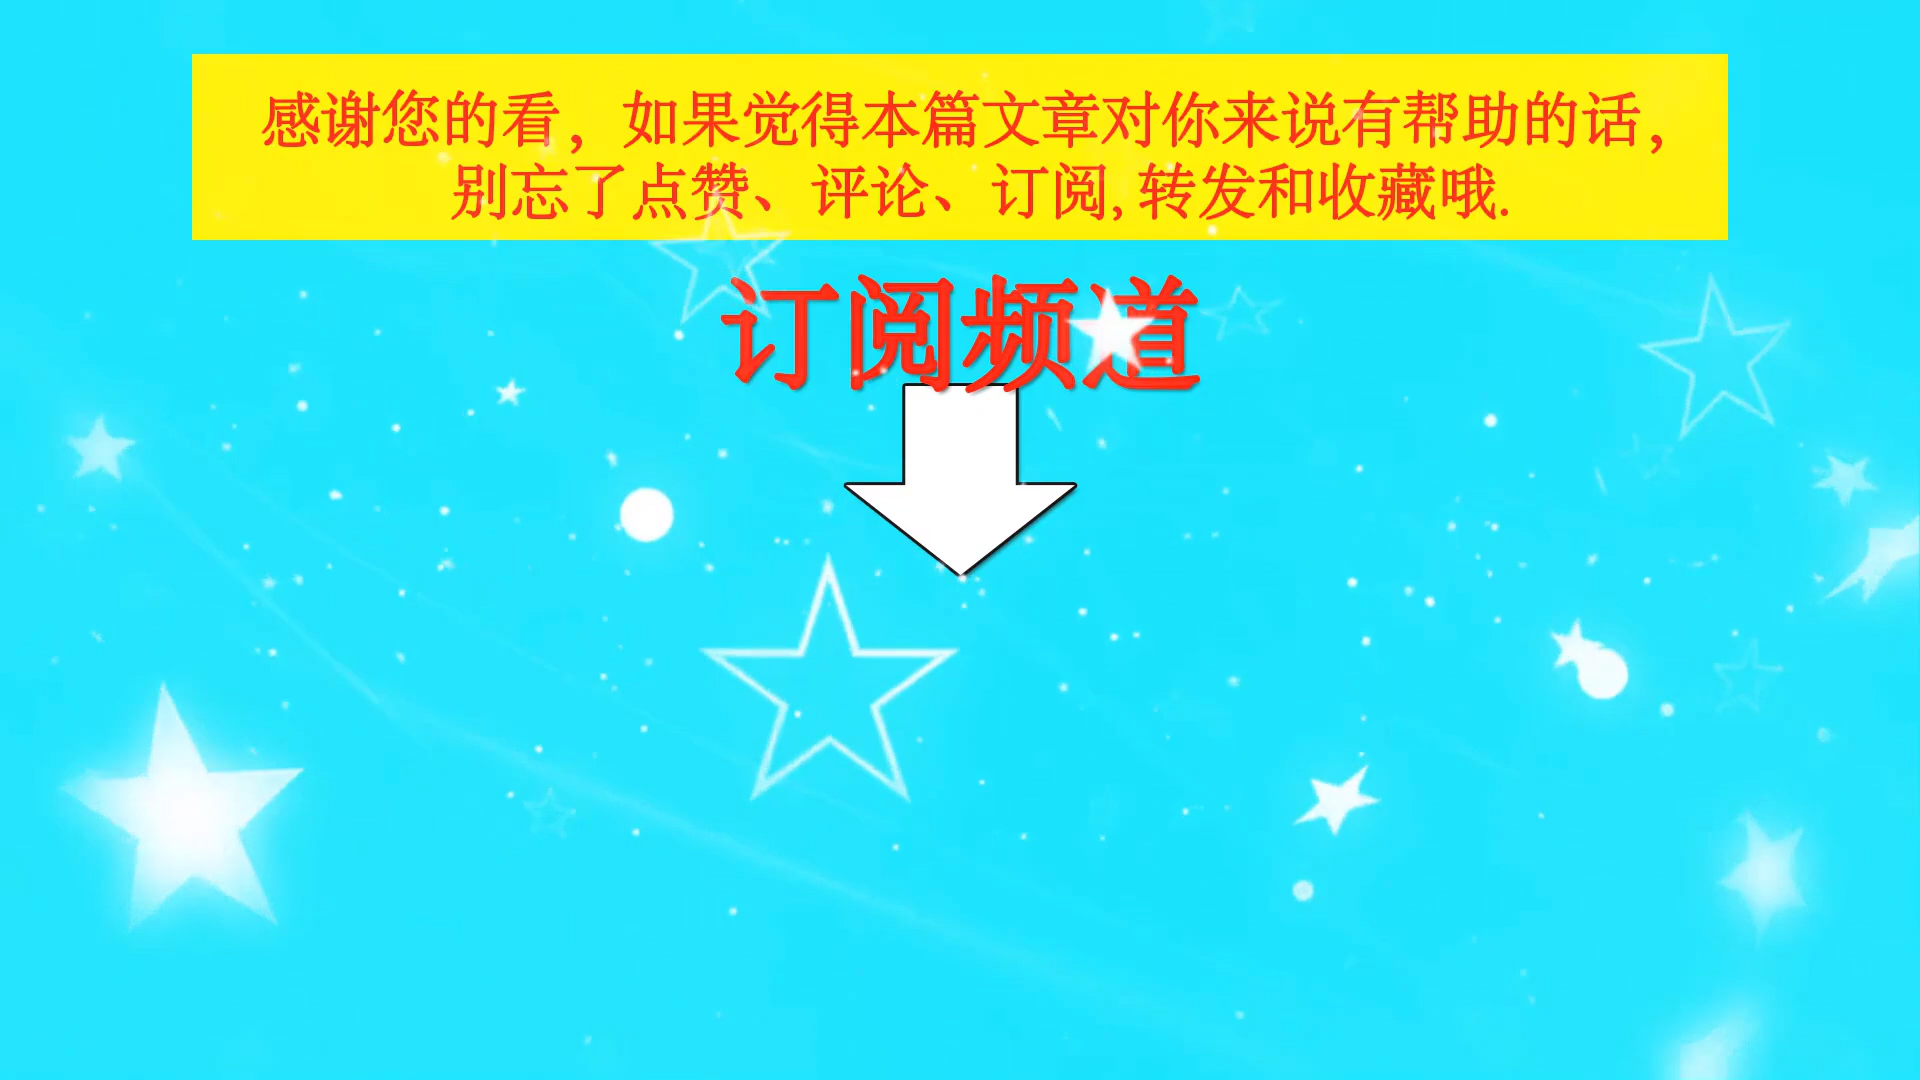 感谢您的看，如果觉得本篇文章对你来说有帮助的话，
别忘了点赞、评论、订阅,转发和收藏哦.
订阅频道